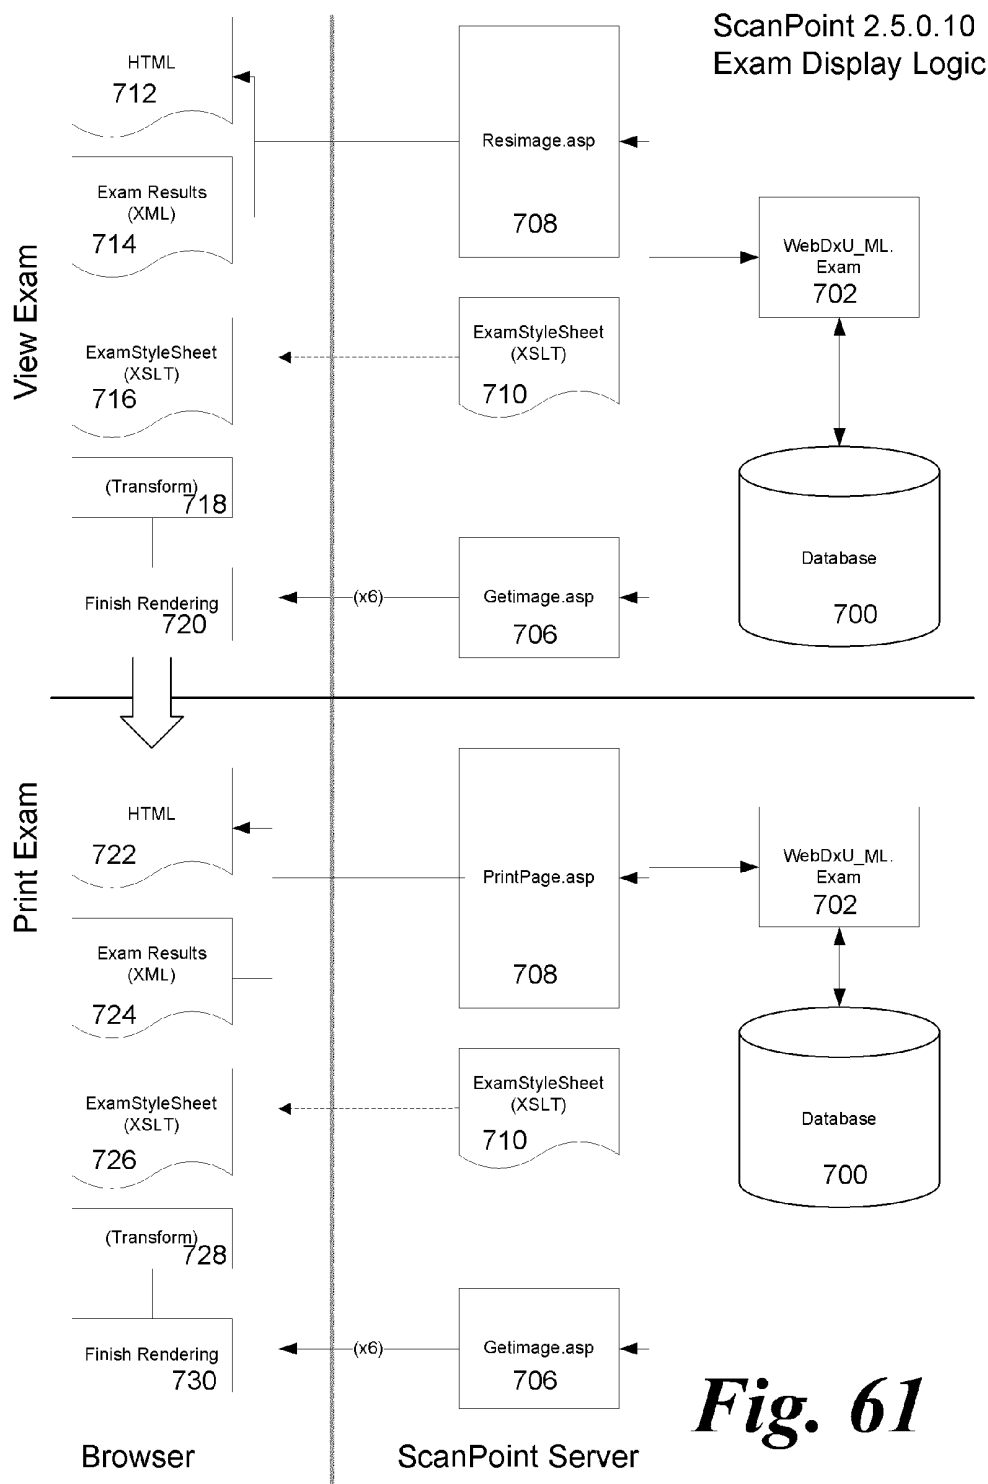 ScanPoint 2.5.0.10
Exam Display Logic
View Exam
HTML
712
Exam Results
(XML)
714
ExamStyleSheet
(XSLT)
716
(Transform)
718
Finish Rendering
720
Resimage.asp
708
ExamStyleSheet
(XSLT)
710
(x6)
Getimage.asp
706
WebDxU_ML.
Exam
702
Database
700
Print Exam
HTML
722
Exam Results
(XML)
724
ExamStyleSheet
(XSLT)
726
(Transform)
728
Finish Rendering
730
PrintPage.asp
708
ExamStyleSheet
(XSLT)
710
(x6)
Getimage.asp
706
WebDxU_ML.
Exam
702
Database
700
Browser
ScanPoint Server
Fig. 61